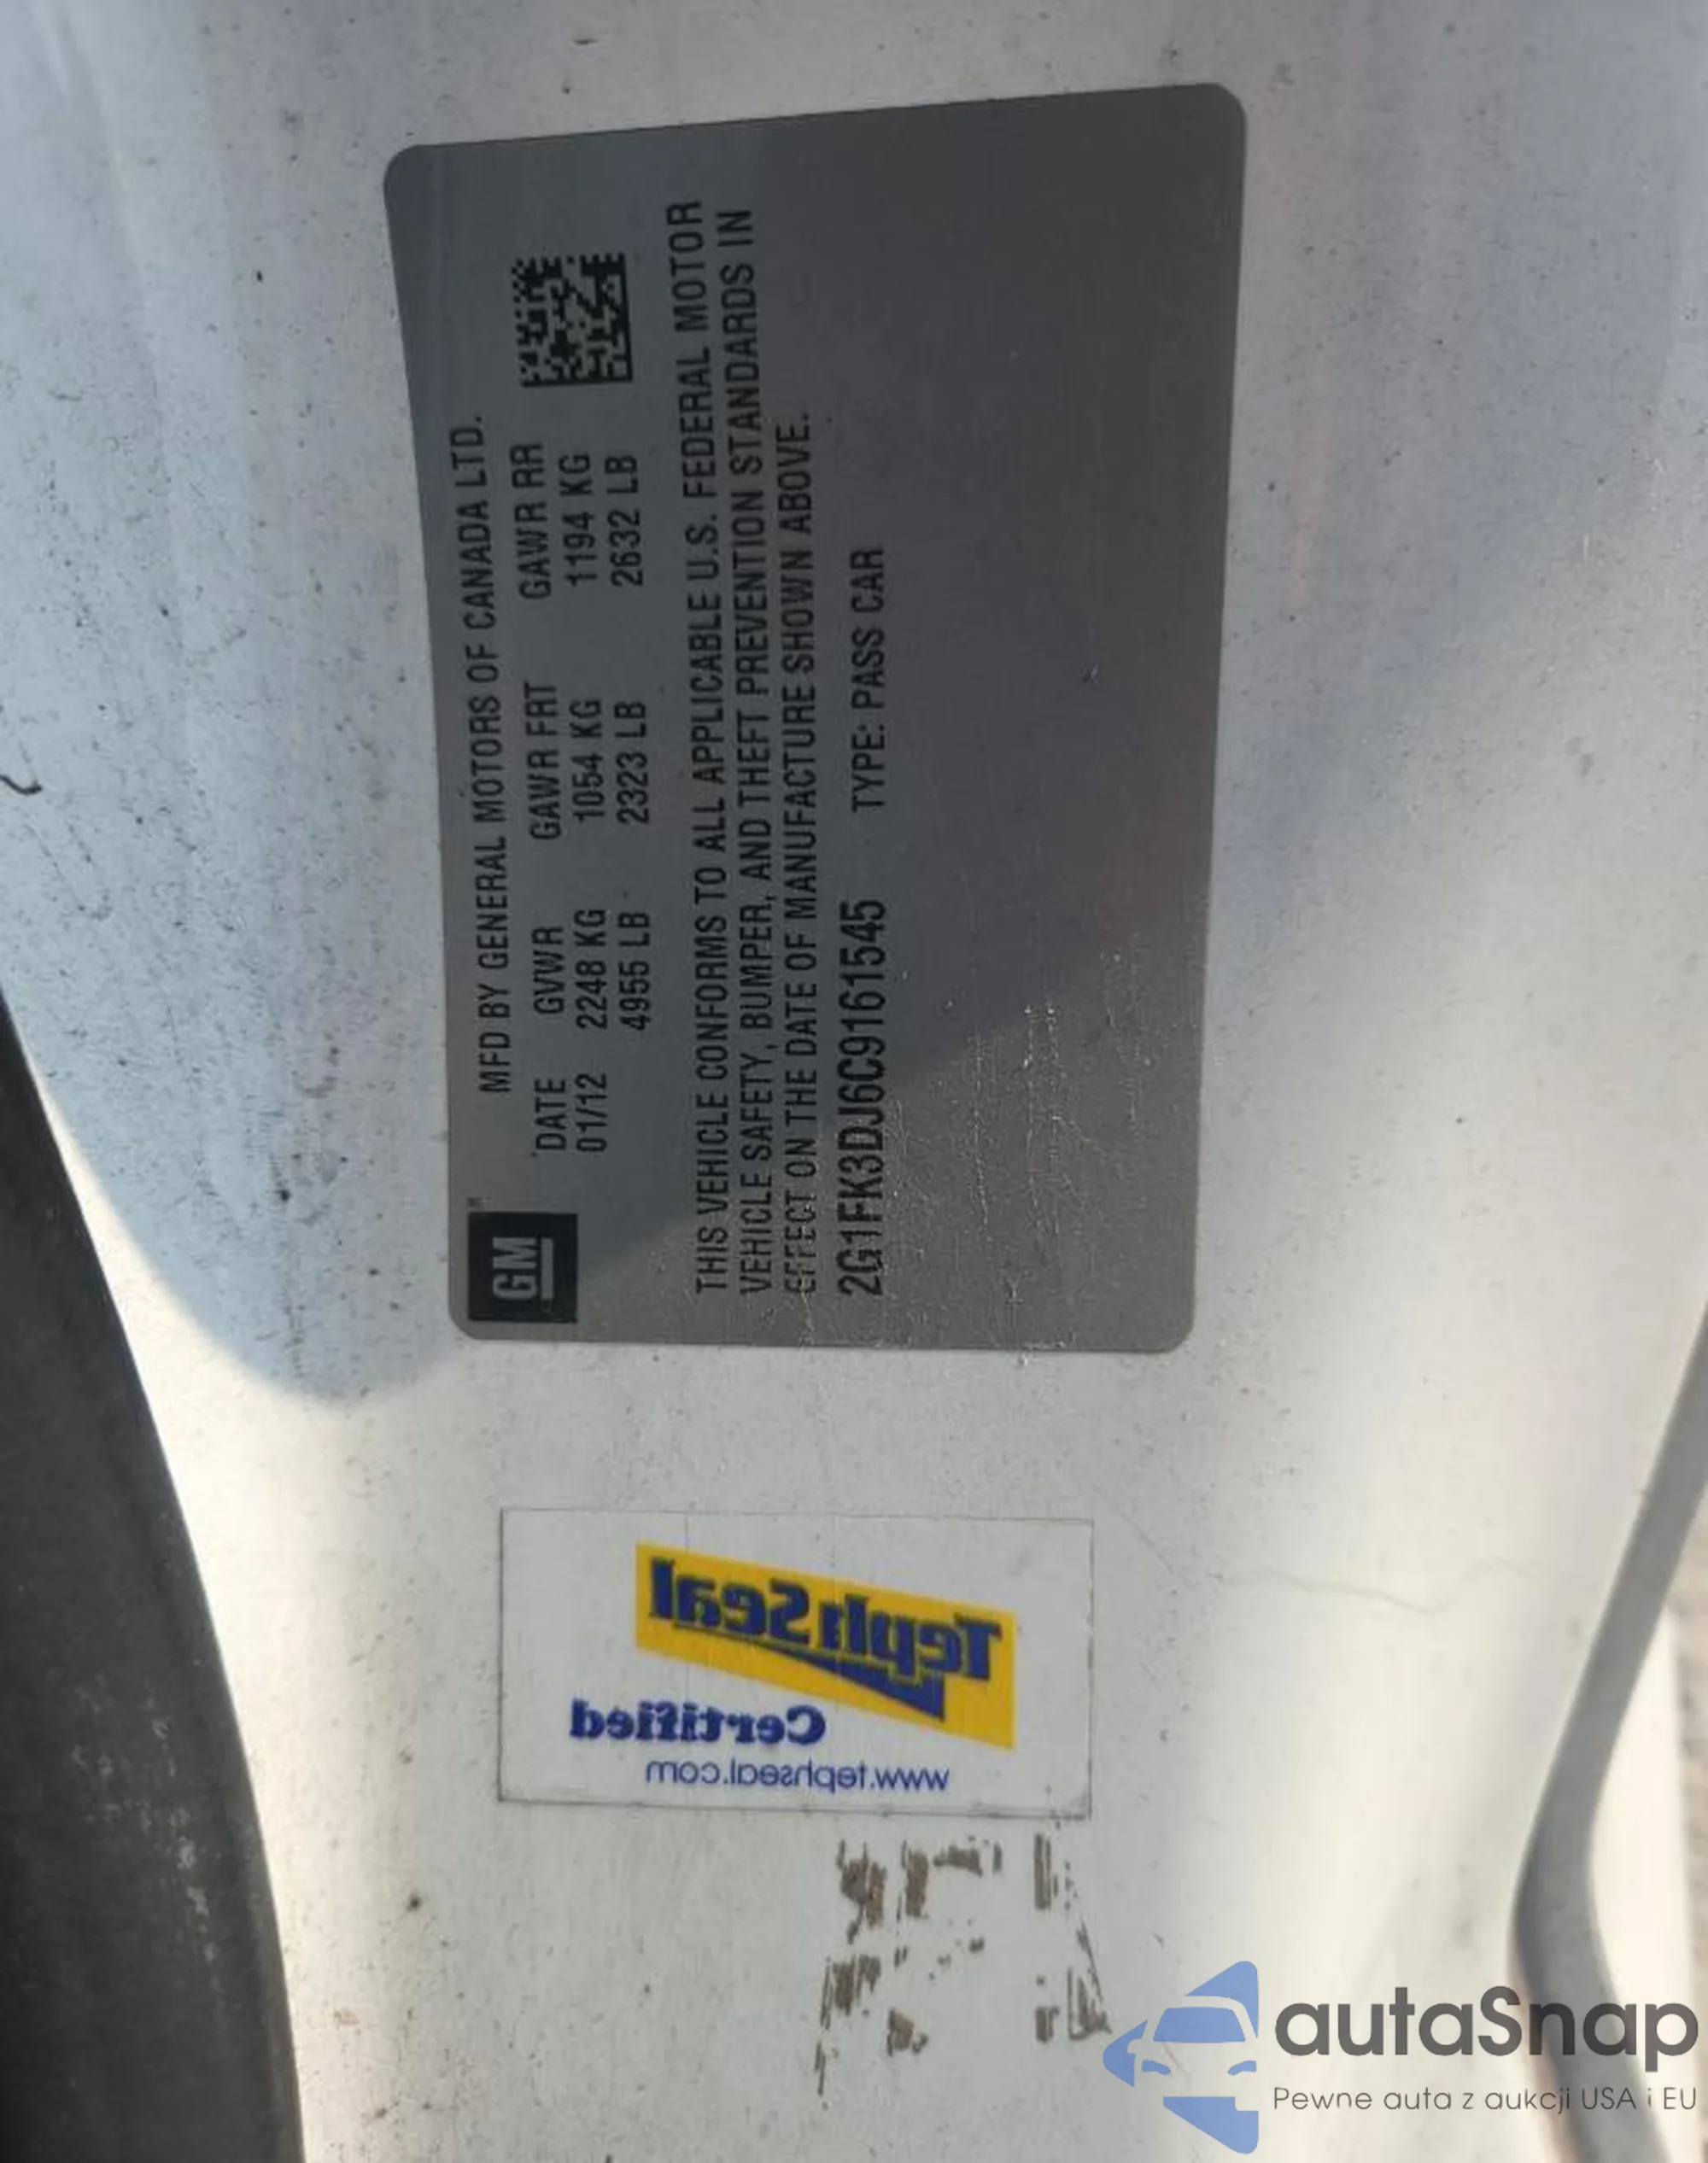 MFD BY GENERAL MOTORS OF CANADA LTD.
DATE GVWR GAWR FRT GAWR RR
01/12 2248 KG 1054 KG 1194 KG
4955 LB 2323 LB 2632 LB
GM
THIS VEHICLE CONFORMS TO ALL APPLICABLE U.S. FEDERAL MOTOR
VEHICLE SAFETY, BUMPER, AND THEFT PREVENTION STANDARDS IN
EFFECT ON THE DATE OF MANUFACTURE SHOWN ABOVE.
2G1FK3DJ6C9161545 TYPE: PASS CAR
TephSeal
Certified
www.tephseal.com
autaSnap
Pewne auta z aukcji USA i EU